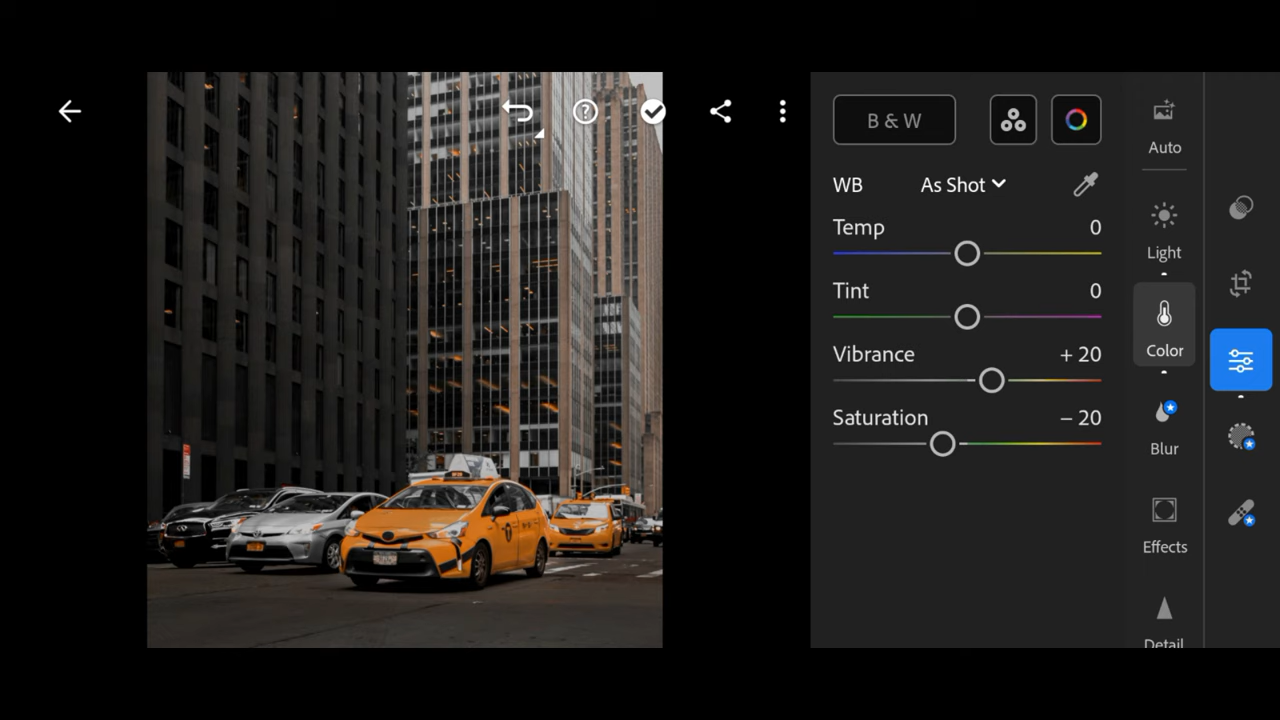 B & W
WB As Shot
Temp 0
Tint 0
Vibrance + 20
Saturation – 20
Auto
Light
Color
Blur
Effects
Detail